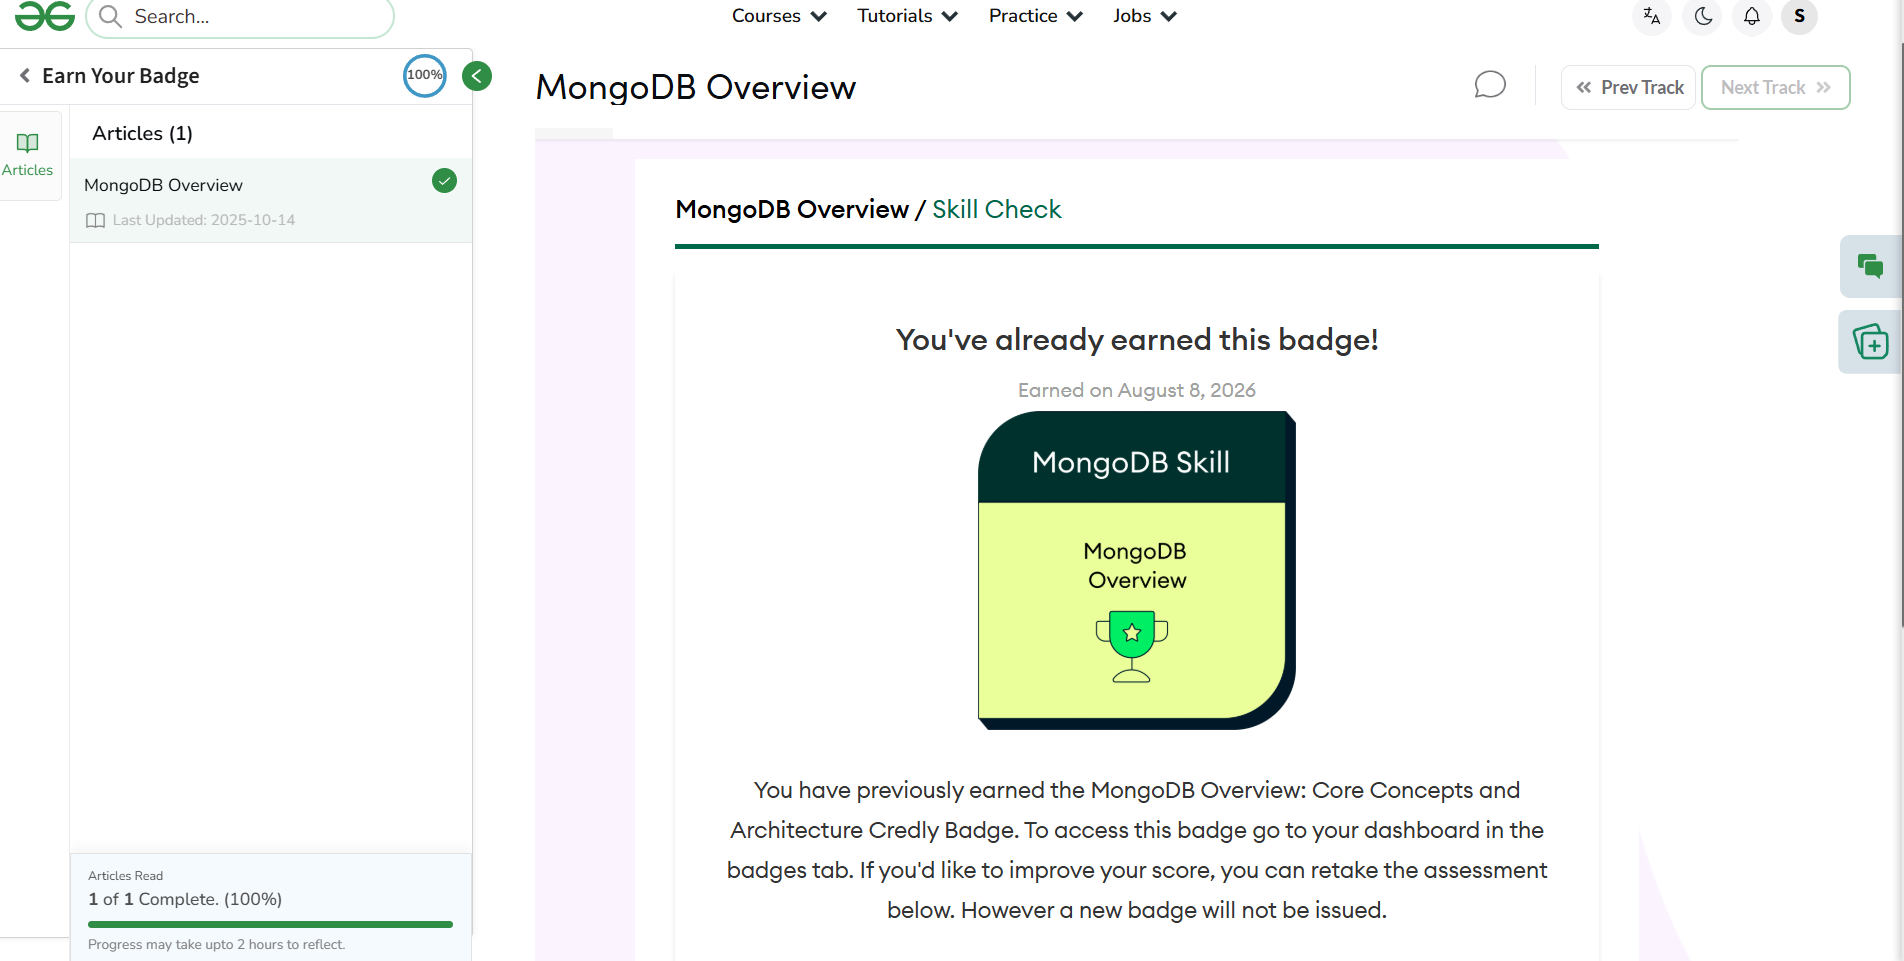 Search...
Courses
Tutorials
Practice
Jobs
S
Earn Your Badge
100%
Articles
Articles (1)
MongoDB Overview
Last Updated: 2025-10-14
Articles Read
1 of 1 Complete. (100%)
Progress may take upto 2 hours to reflect.
MongoDB Overview
Prev Track
Next Track
MongoDB Overview / Skill Check
You've already earned this badge!
Earned on August 8, 2026
MongoDB Skill
MongoDB
Overview
You have previously earned the MongoDB Overview: Core Concepts and
Architecture Credly Badge. To access this badge go to your dashboard in the
badges tab. If you'd like to improve your score, you can retake the assessment
below. However a new badge will not be issued.